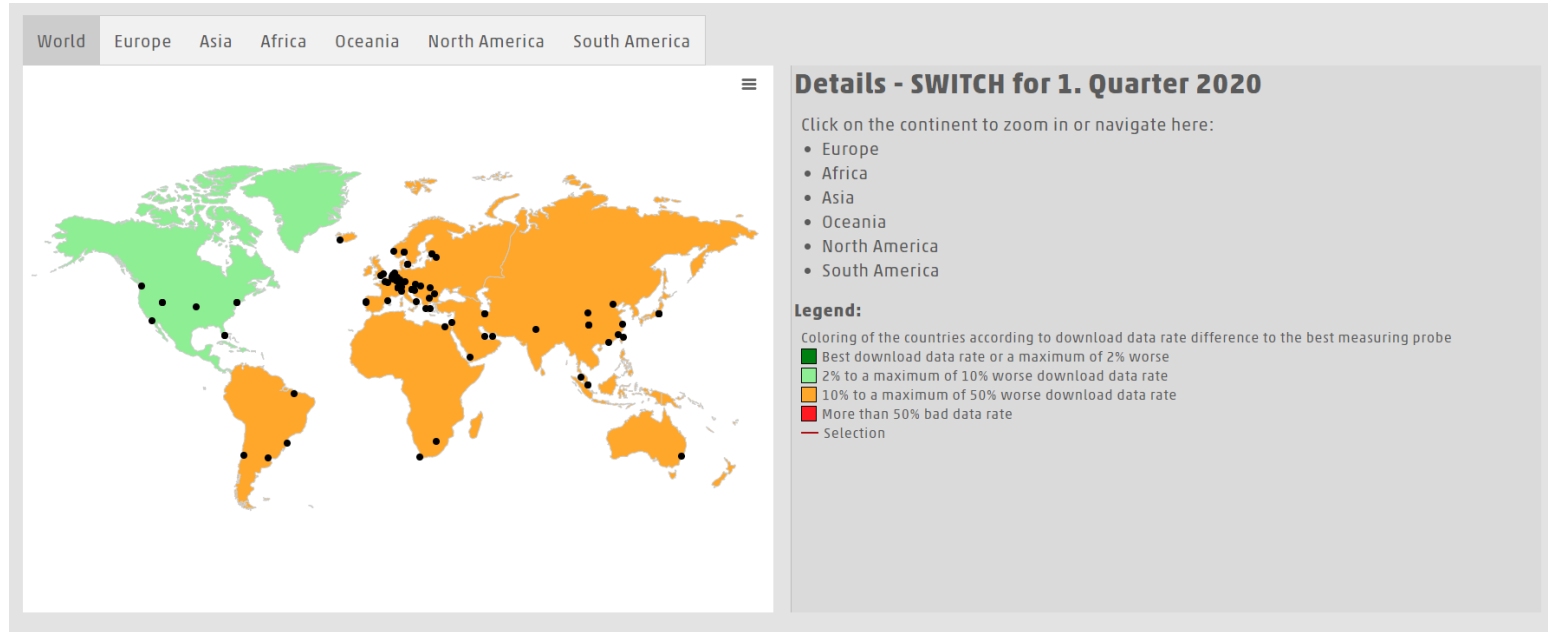 World Europe Asia Africa Oceania North America South America
Details - SWITCH for 1. Quarter 2020
Click on the continent to zoom in or navigate here:
Europe
Africa
Asia
Oceania
North America
South America
Legend:
Coloring of the countries according to download data rate difference to the best measuring probe
Best download data rate or a maximum of 2% worse
2% to a maximum of 10% worse download data rate
10% to a maximum of 50% worse download data rate
More than 50% bad data rate
Selection